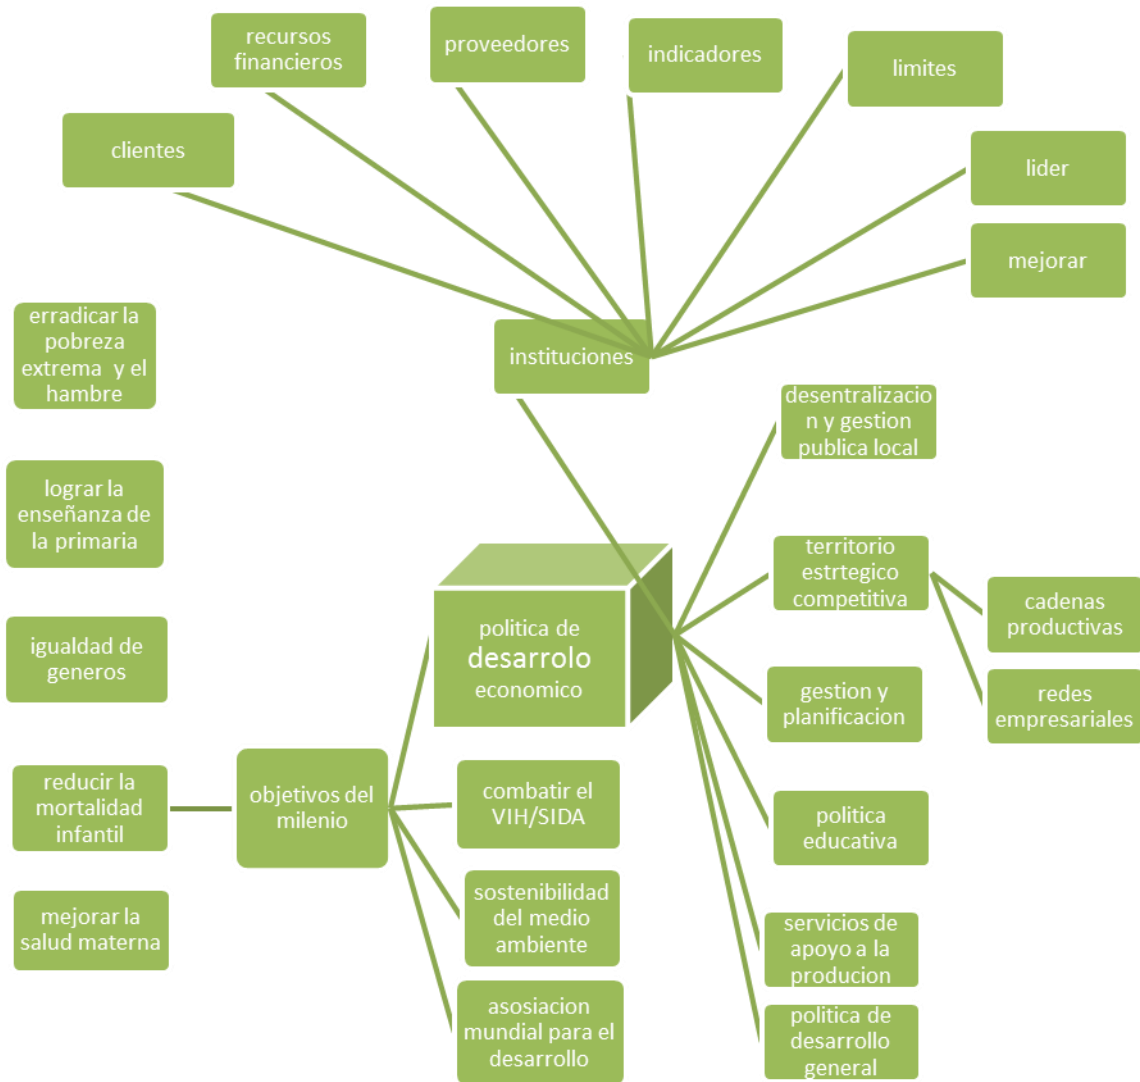 recursos
financieros
proveedores
indicadores
limites
clientes
lider
mejorar
erradicar la
pobreza
extrema y el
hambre
instituciones
desentralizacio
n y gestion
publica local
lograr la
enseñanza de
la primaria
territorio
estrtegico
competitiva
cadenas
productivas
politica de
desarrolo
economico
igualdad de
generos
gestion y
planificacion
redes
empresariales
reducir la
mortalidad
infantil
objetivos del
milenio
combatir el
VIH/SIDA
politica
educativa
mejorar la
salud materna
sostenibilidad
del medio
ambiente
servicios de
apoyo a la
producion
asosiacion
mundial para el
desarrollo
politica de
desarrollo
general